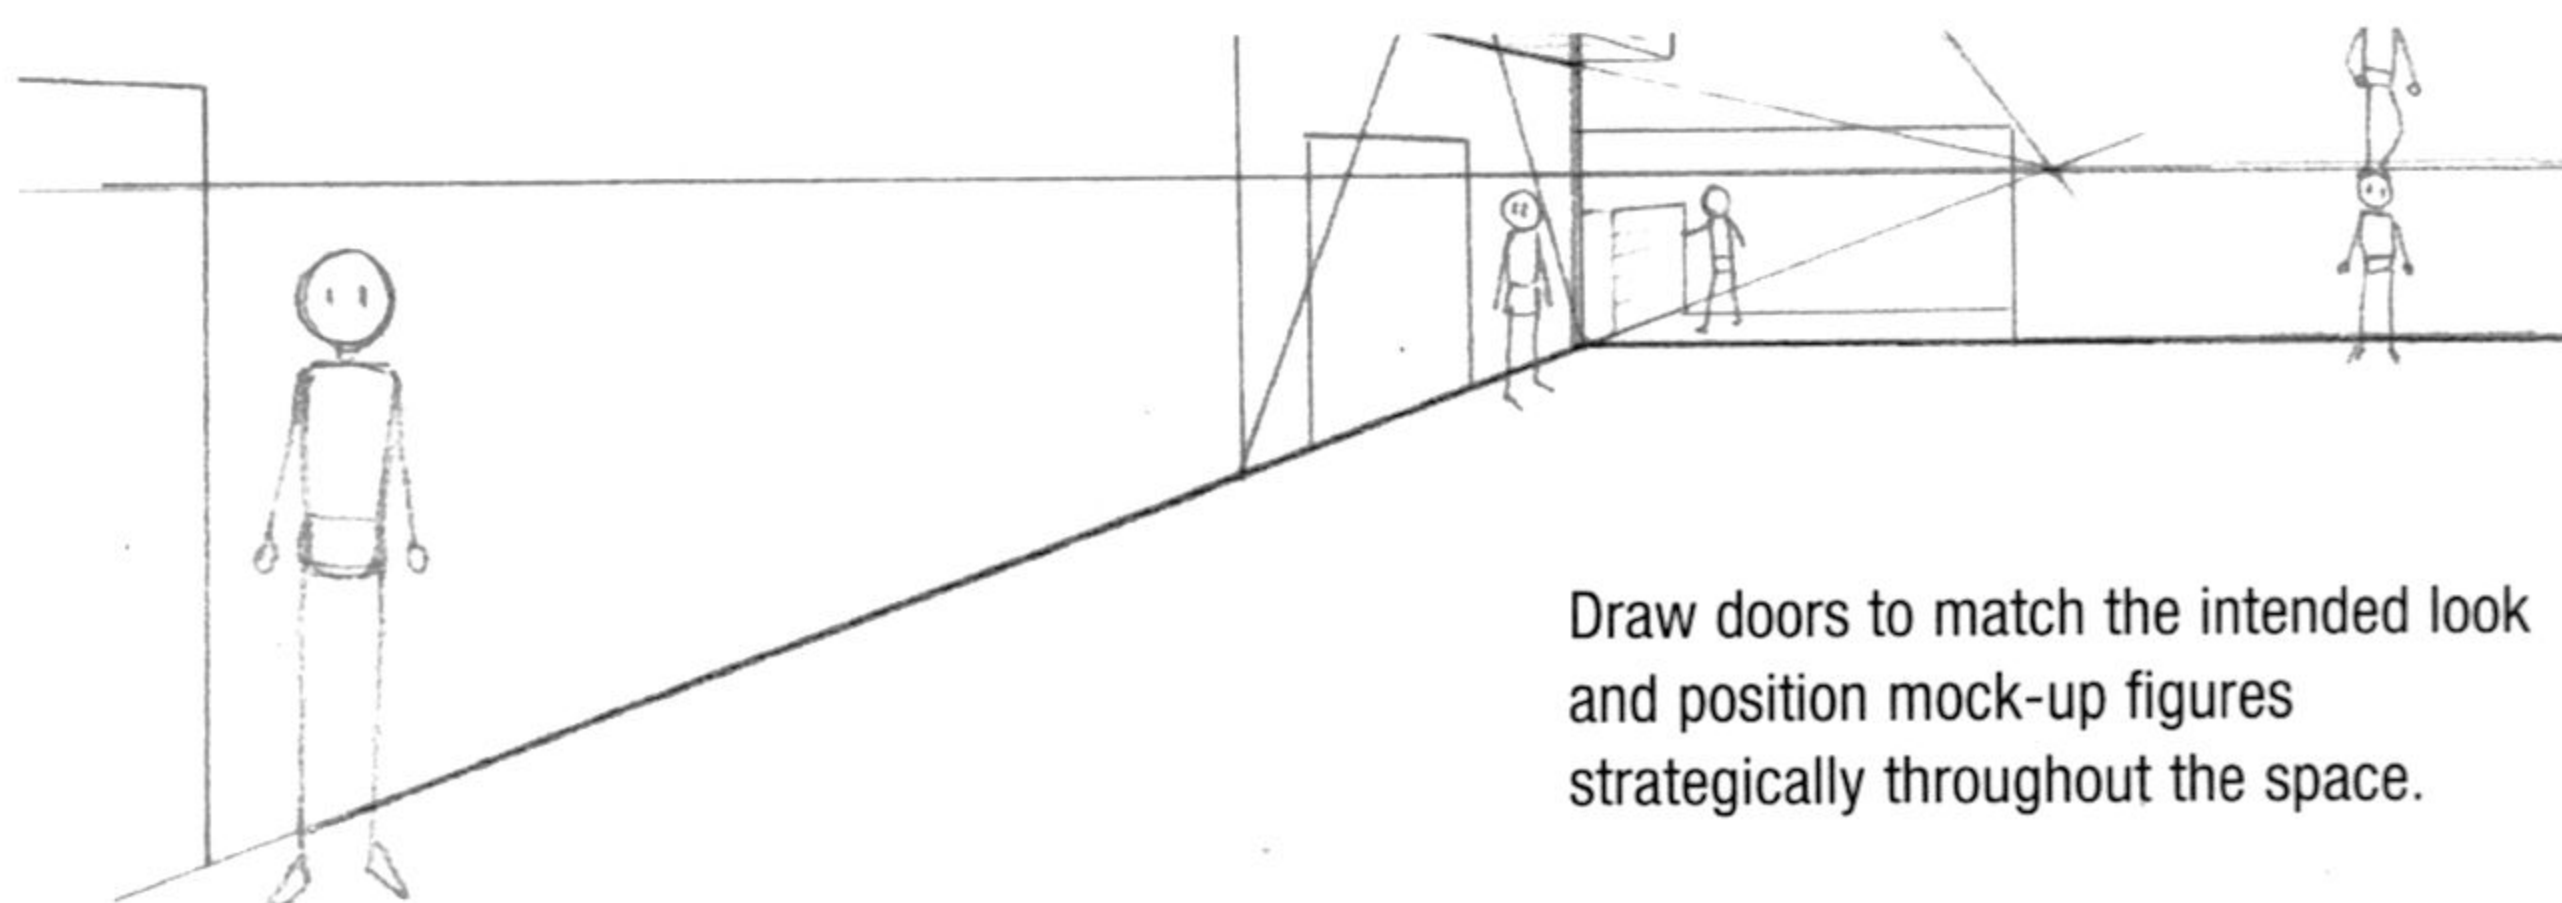 Draw doors to match the intended look
and position mock-up figures
strategically throughout the space.